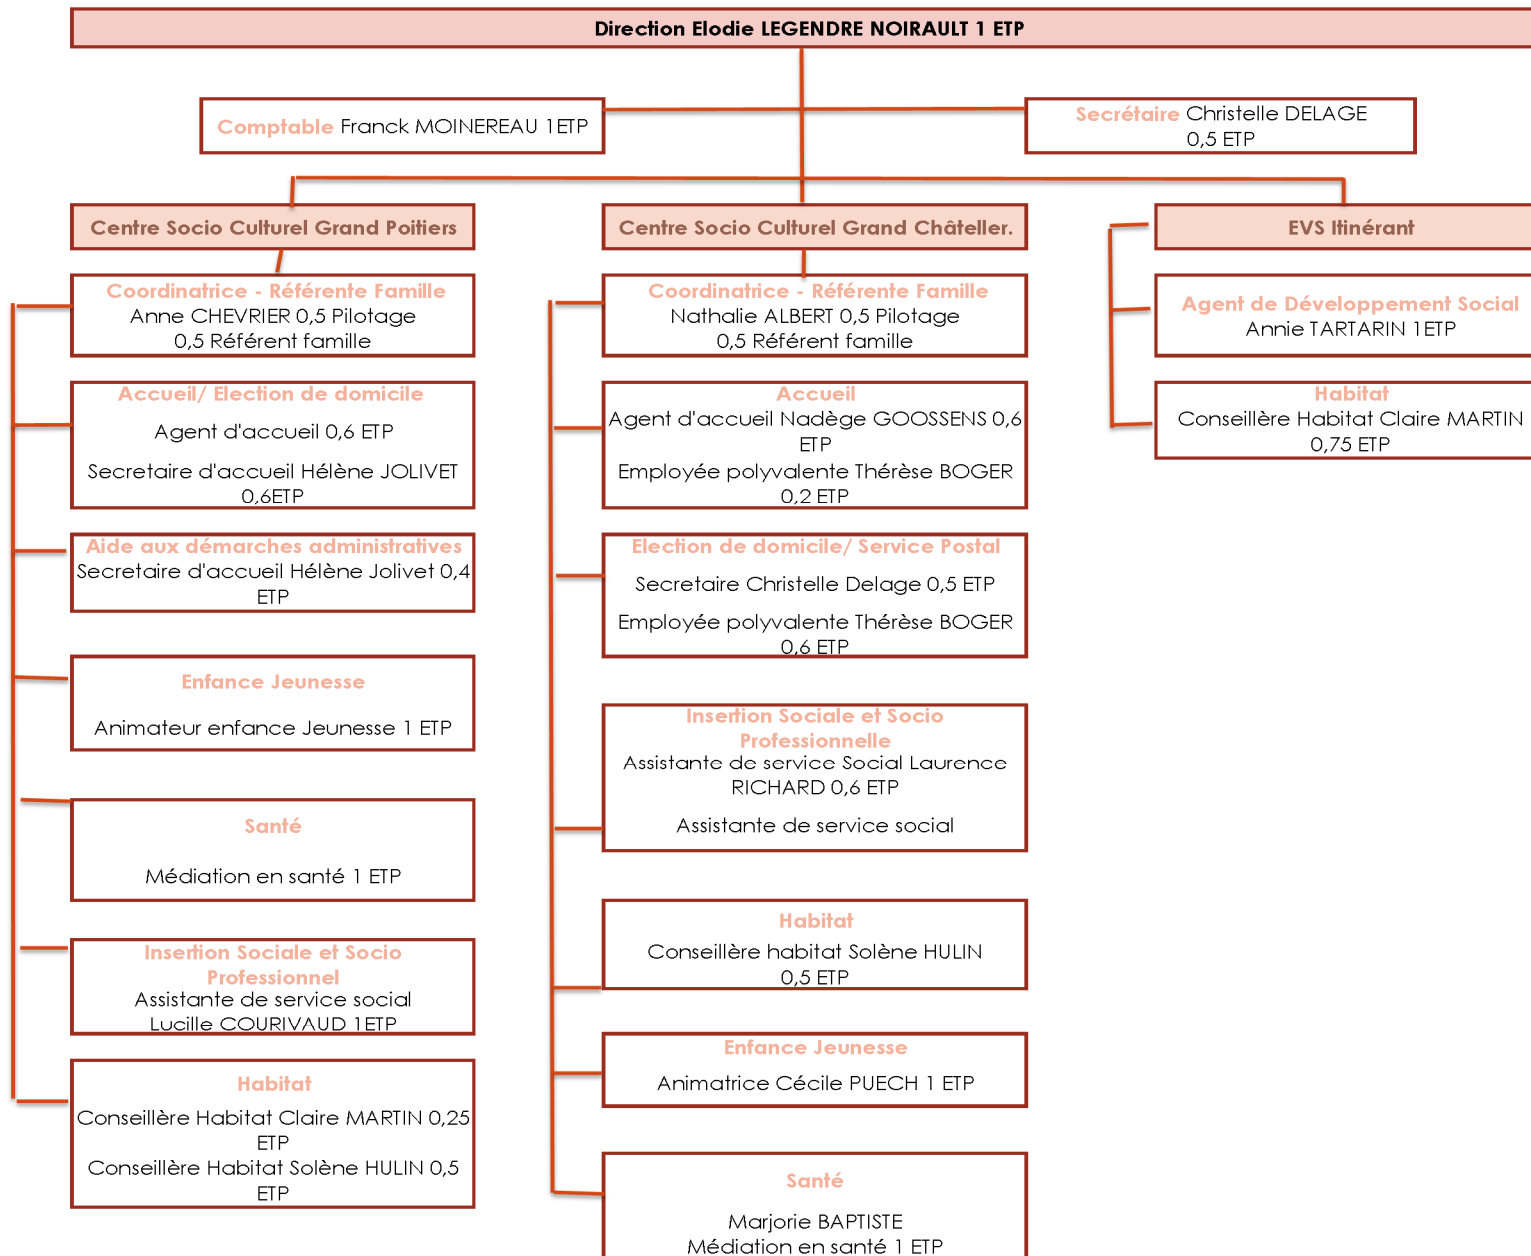 Direction Elodie LEGENDRE NOIRAULT 1 ETP
Comptable Franck MOINEREAU 1ETP
Secrétaire Christelle DELAGE
0,5 ETP
Centre Socio Culturel Grand Poitiers
Coordinatrice - Référente Famille
Anne CHEVRIER 0,5 Pilotage
0,5 Référent famille
Accueil/ Election de domicile
Agent d'accueil 0,6 ETP
Secretaire d'accueil Hélène JOLIVET
0,6ETP
Aide aux démarches administratives
Secretaire d'accueil Hélène Jolivet 0,4
ETP
Enfance Jeunesse
Animateur enfance Jeunesse 1 ETP
Santé
Médiation en santé 1 ETP
Insertion Sociale et Socio
Professionnel
Assistante de service social
Lucille COURIVAUD 1ETP
Habitat
Conseillère Habitat Claire MARTIN 0,25
ETP
Conseillère Habitat Solène HULIN 0,5
ETP
Centre Socio Culturel Grand Châteller.
Coordinatrice - Référente Famille
Nathalie ALBERT 0,5 Pilotage
0,5 Référent famille
Accueil
Agent d'accueil Nadège GOOSSENS 0,6
ETP
Employée polyvalente Thérèse BOGER
0,2 ETP
Election de domicile/ Service Postal
Secretaire Christelle Delage 0,5 ETP
Employée polyvalente Thérèse BOGER
0,6 ETP
Insertion Sociale et Socio
Professionnelle
Assistante de service Social Laurence
RICHARD 0,6 ETP
Assistante de service social
Habitat
Conseillère habitat Solène HULIN
0,5 ETP
Enfance Jeunesse
Animatrice Cécile PUECH 1 ETP
Santé
Marjorie BAPTISTE
Médiation en santé 1 ETP
EVS Itinérant
Agent de Développement Social
Annie TARTARIN 1ETP
Habitat
Conseillère Habitat Claire MARTIN
0,75 ETP